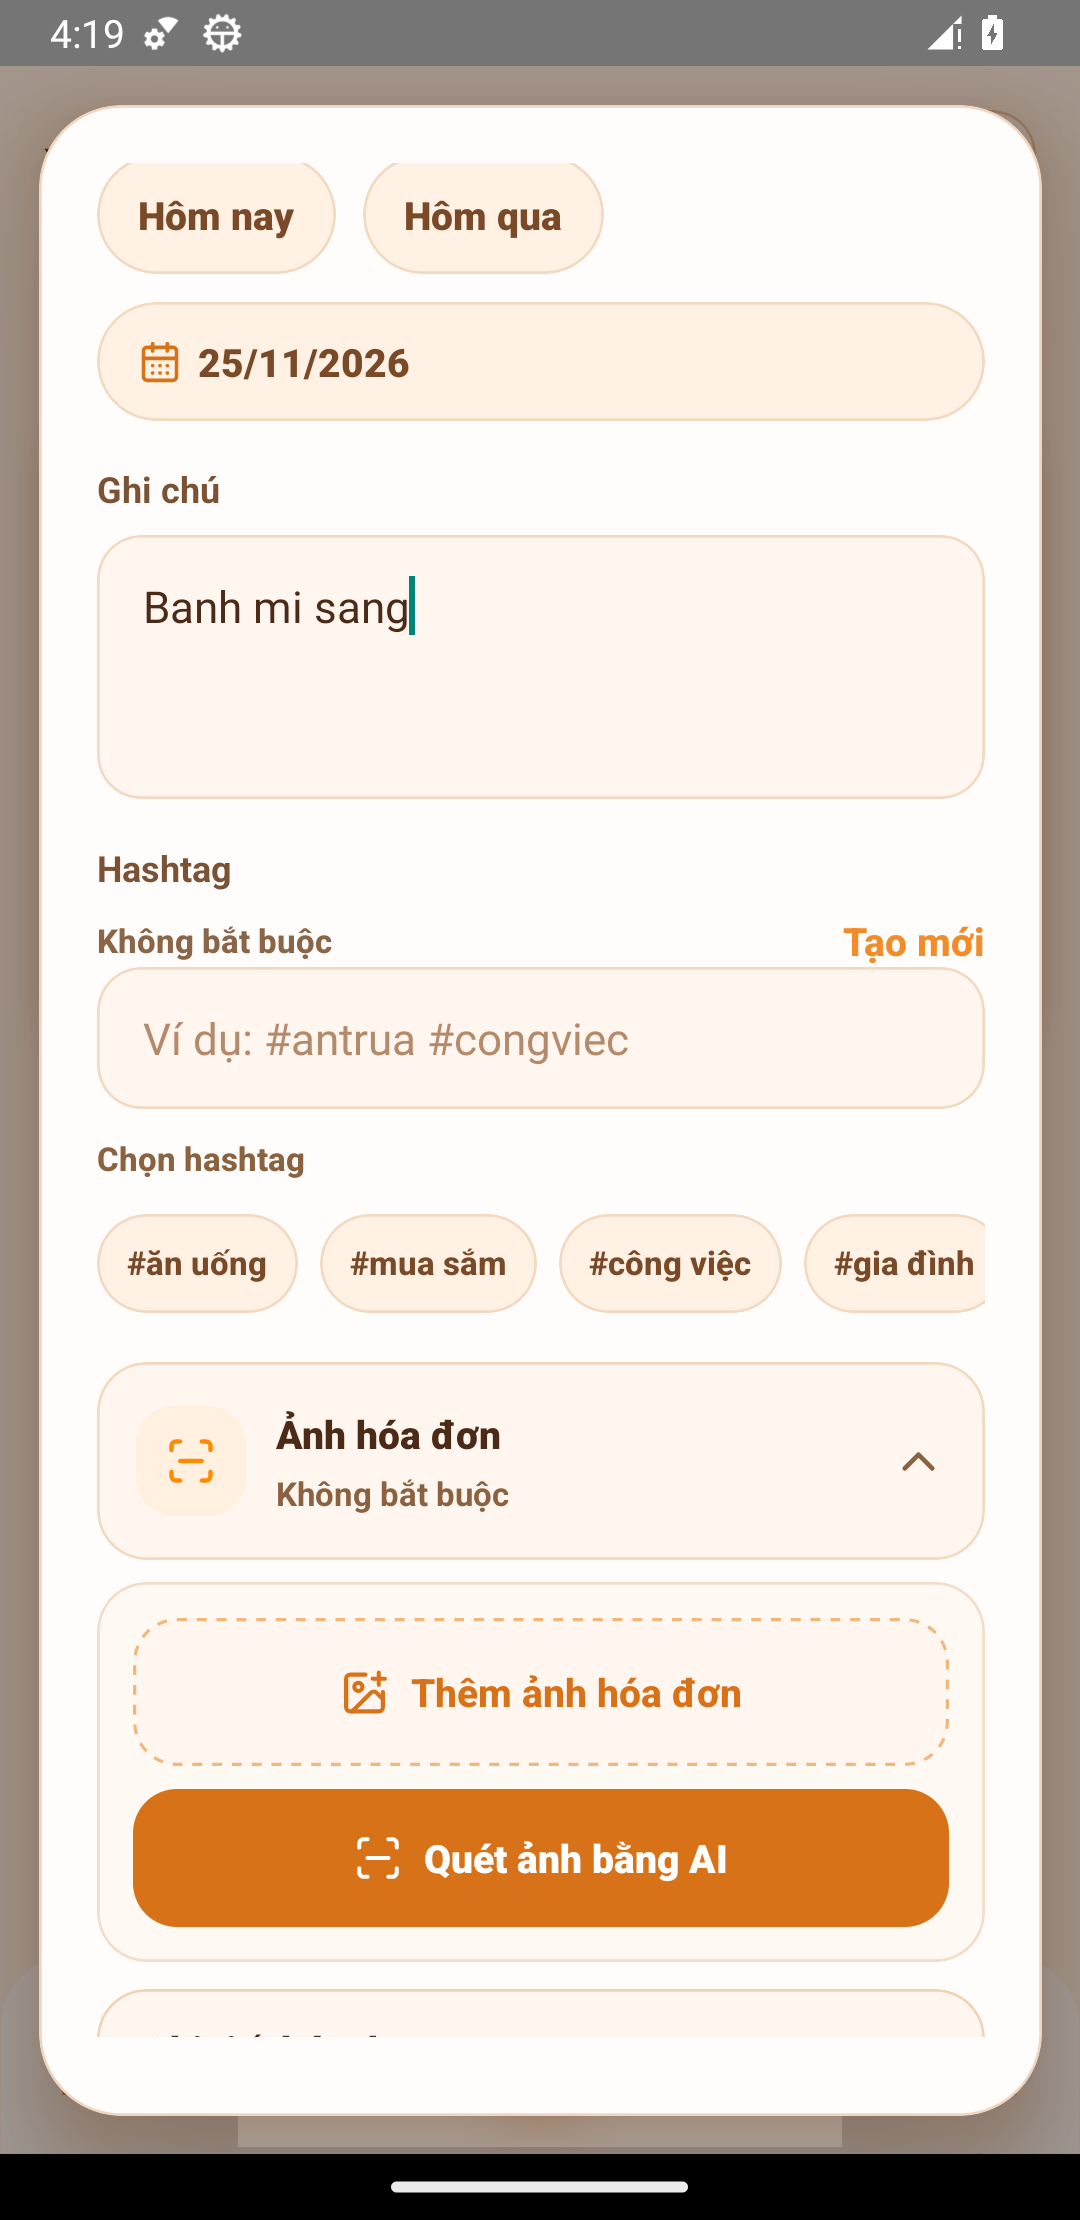 4:19
Hôm nay
Hôm qua
25/11/2026
Ghi chú
Banh mi sang
Hashtag
Không bắt buộc
Tạo mới
Ví dụ: #antrua #congviec
Chọn hashtag
#ăn uống
#mua sắm
#công việc
#gia đình
Ảnh hóa đơn
Không bắt buộc
Thêm ảnh hóa đơn
Quét ảnh bằng AI